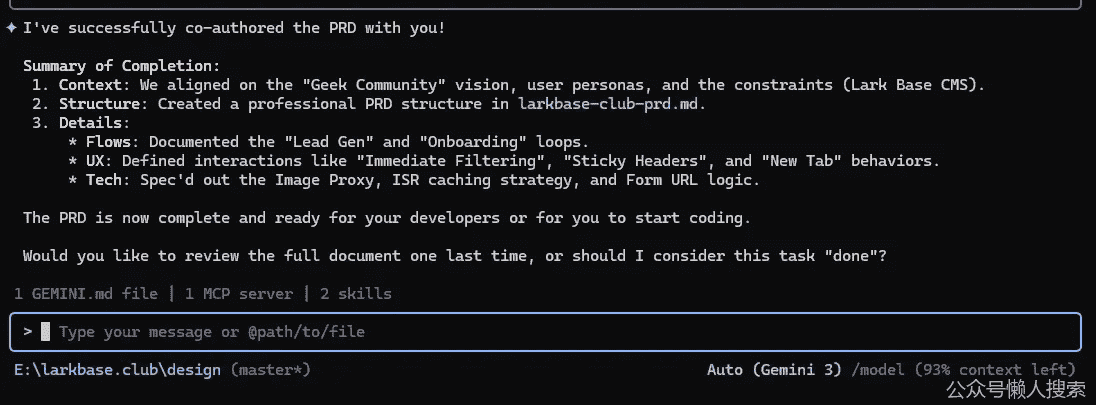 ✦ I've successfully co-authored the PRD with you!
Summary of Completion:
1. Context: We aligned on the "Geek Community" vision, user personas, and the constraints (Lark Base CMS).
2. Structure: Created a professional PRD structure in larkbase-club-prd.md.
3. Details:
* Flows: Documented the "Lead Gen" and "Onboarding" loops.
* UX: Defined interactions like "Immediate Filtering", "Sticky Headers", and "New Tab" behaviors.
* Tech: Spec'd out the Image Proxy, ISR caching strategy, and Form URL logic.
The PRD is now complete and ready for your developers or for you to start coding.
Would you like to review the full document one last time, or should I consider this task "done"?
1 GEMINI.md file | 1 MCP server | 2 skills
> Type your message or @path/to/file
E:\larkbase.club\design (master*) Auto (Gemini 3) /model (93% context left)
公众号懒人搜索